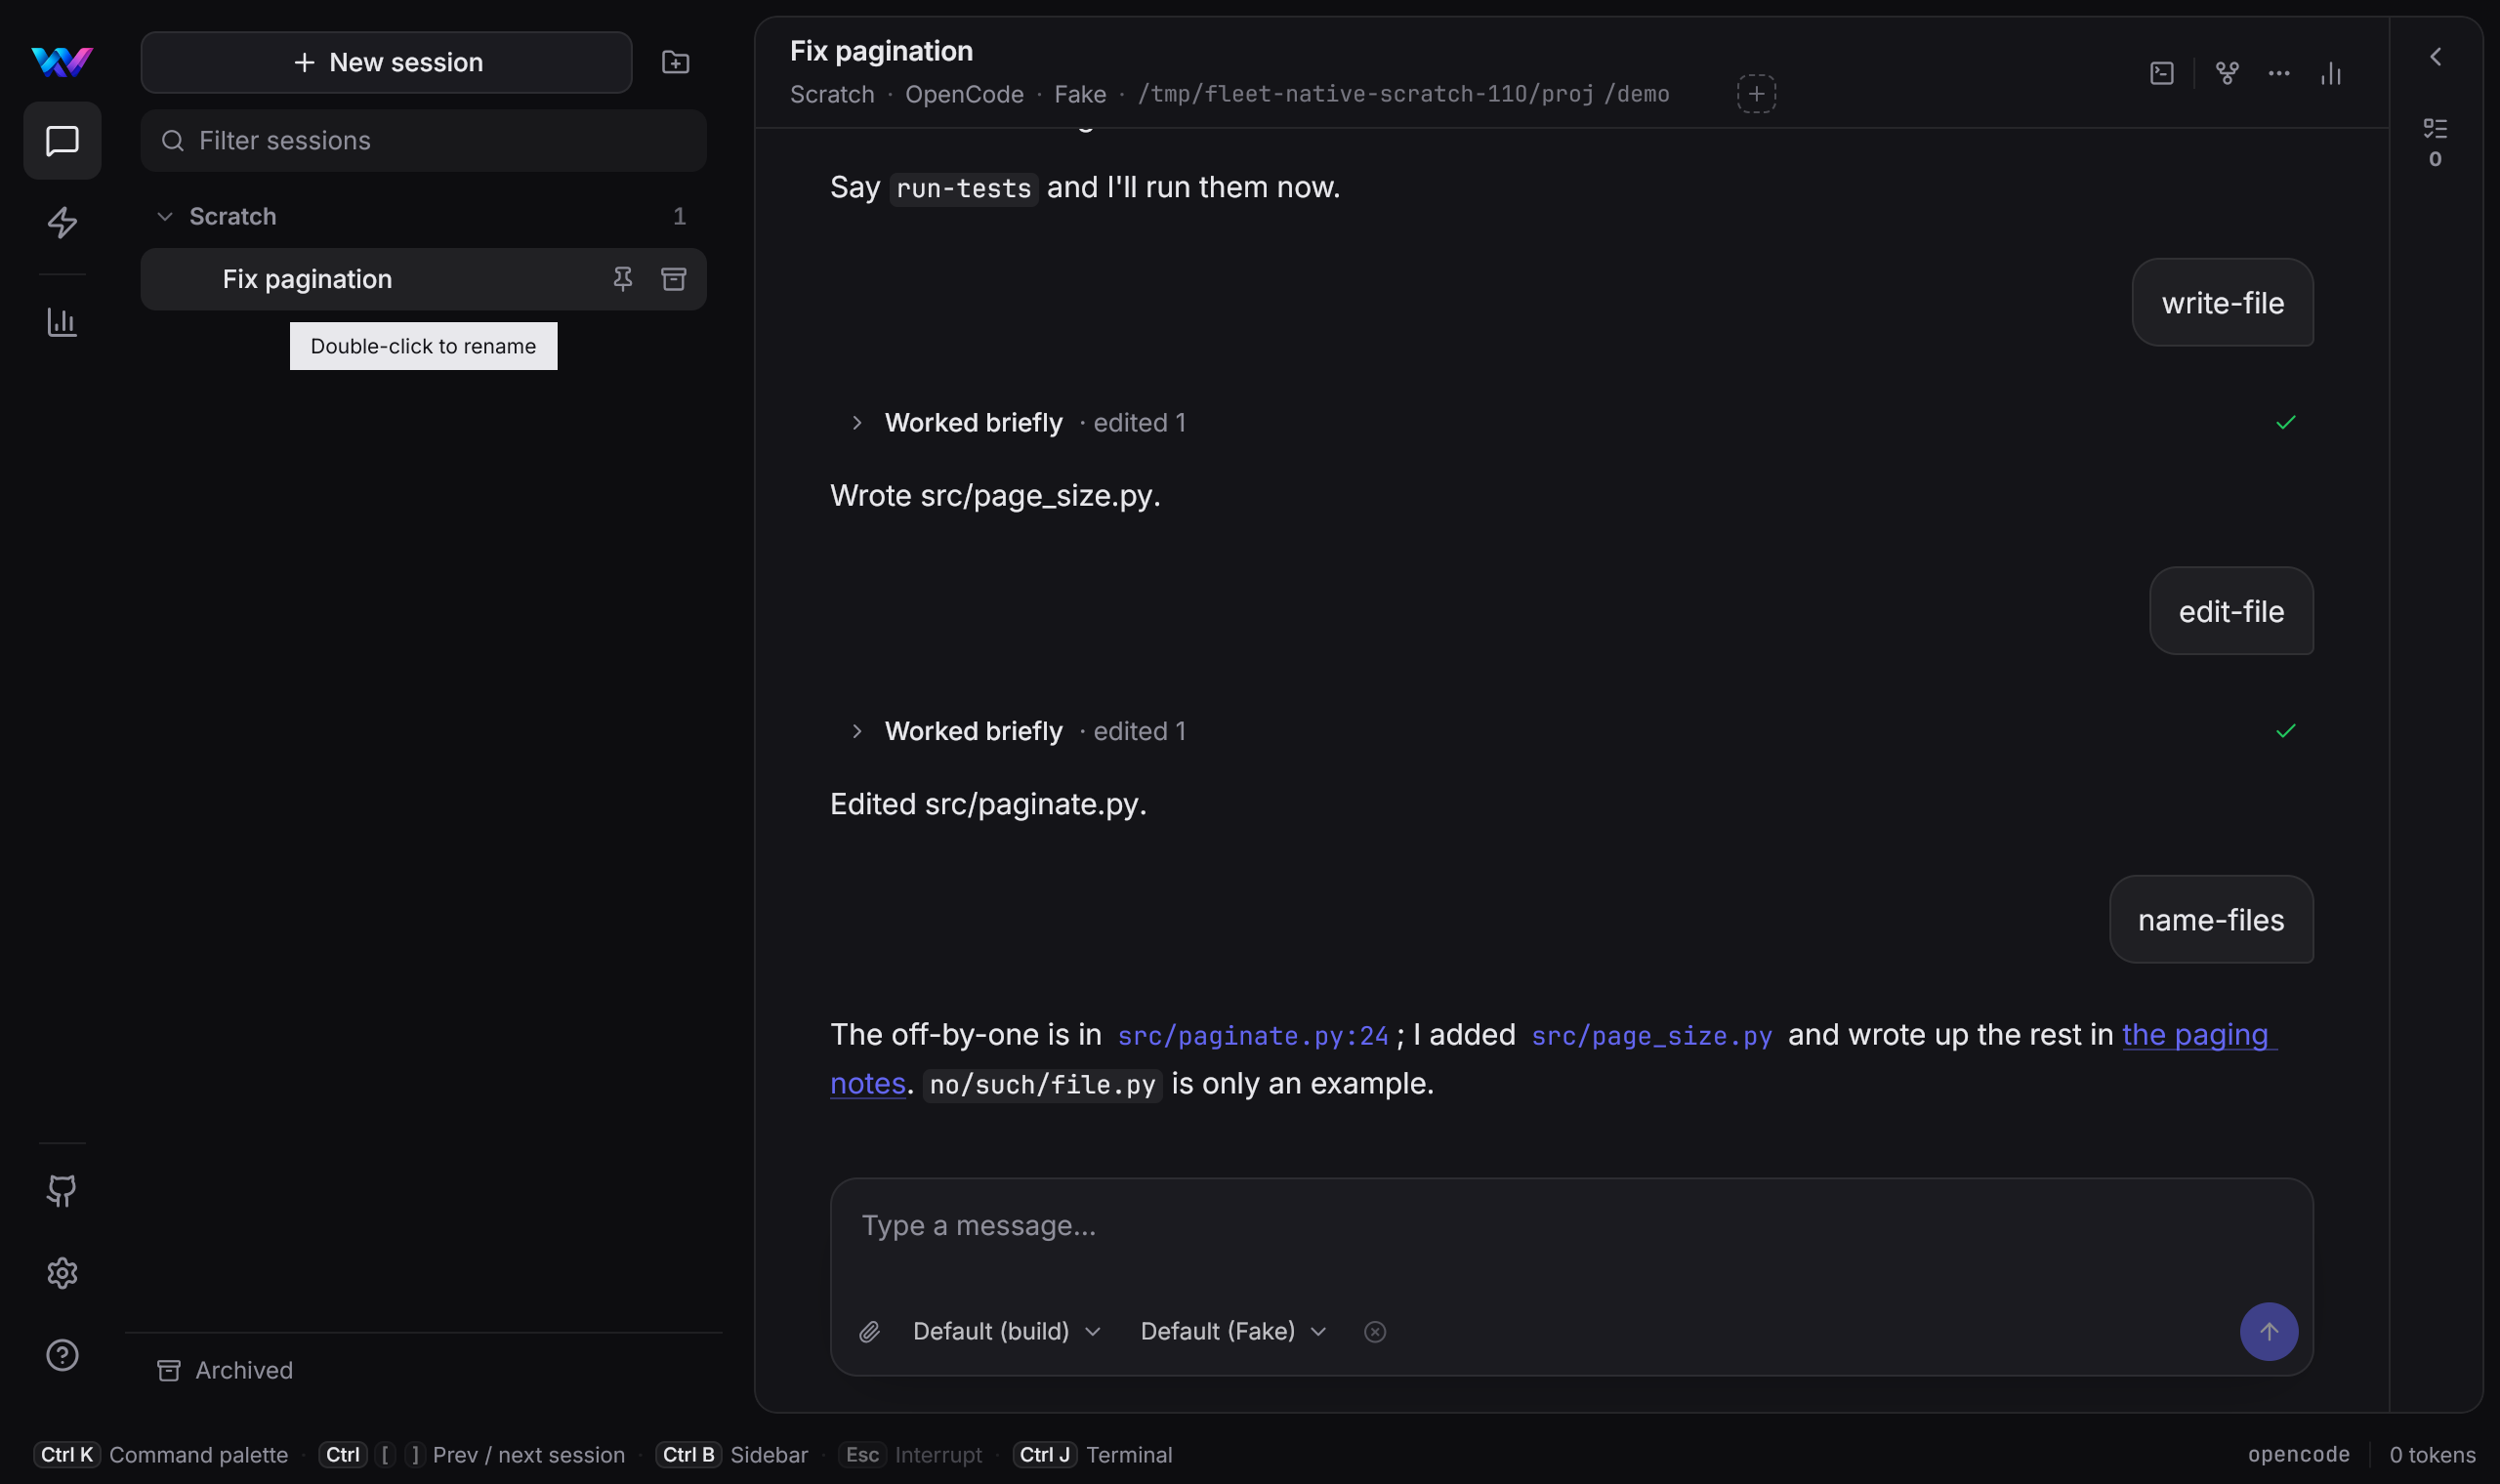 New session
Filter sessions
Scratch 1
Fix pagination
Double-click to rename
Archived
Fix pagination
Scratch · OpenCode · Fake · /tmp/fleet-native-scratch-110/proj /demo
0
Say run-tests and I'll run them now.
write-file
Worked briefly · edited 1
Wrote src/page_size.py.
edit-file
Worked briefly · edited 1
Edited src/paginate.py.
name-files
The off-by-one is in src/paginate.py:24; I added src/page_size.py and wrote up the rest in the paging
notes. no/such/file.py is only an example.
Type a message...
Default (build) Default (Fake)
Ctrl K Command palette · Ctrl [ ] Prev / next session · Ctrl B Sidebar · Esc Interrupt · Ctrl J Terminal opencode 0 tokens